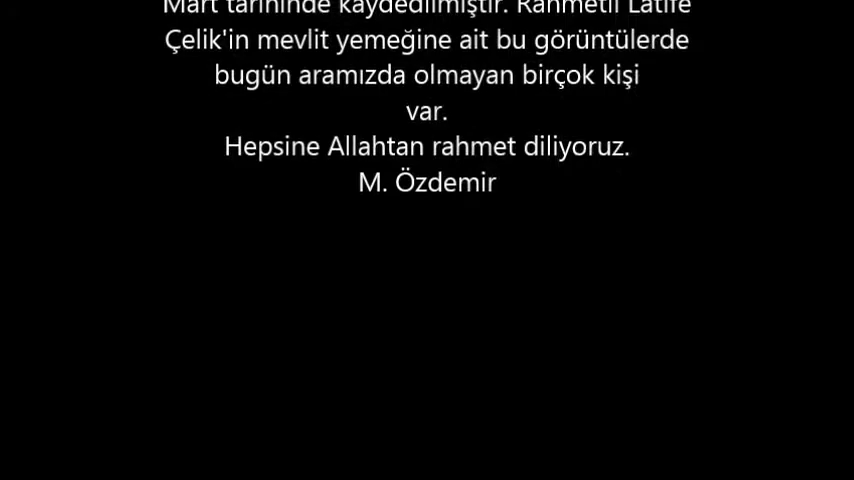 Mart tarihinde kaydedilmiştir. Rahmetli Latife
Çelik'in mevlit yemeğine ait bu görüntülerde
bugün aramızda olmayan birçok kişi
var.
Hepsine Allahtan rahmet diliyoruz.
M. Özdemir